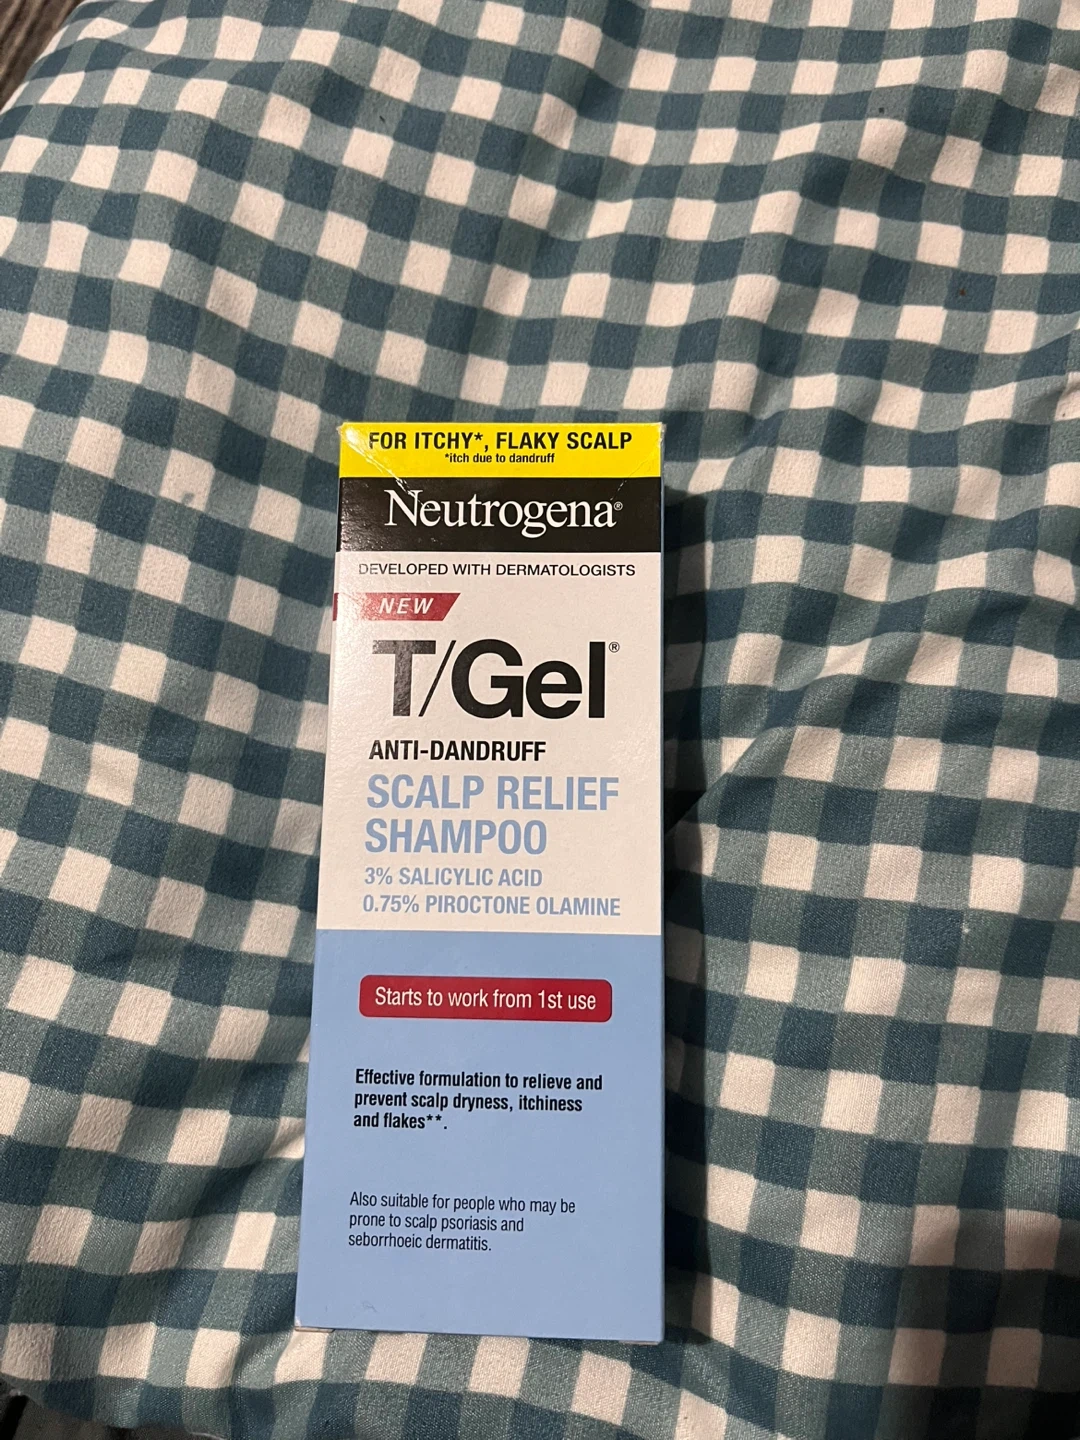 FOR ITCHY*, FLAKY SCALP
*itch due to dandruff
Neutrogena®
DEVELOPED WITH DERMATOLOGISTS
NEW
T/Gel®
ANTI-DANDRUFF
SCALP RELIEF
SHAMPOO
3% SALICYLIC ACID
0.75% PIROCTONE OLAMINE
Starts to work from 1st use
Effective formulation to relieve and
prevent scalp dryness, itchiness
and flakes**.
Also suitable for people who may be
prone to scalp psoriasis and
seborrhoeic dermatitis.